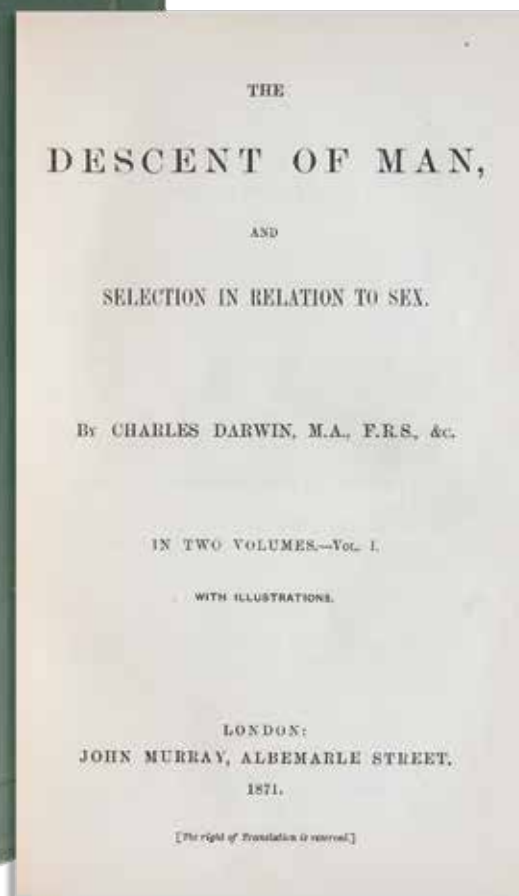 THE
DESCENT OF MAN,
AND
SELECTION IN RELATION TO SEX.
By CHARLES DARWIN, M.A., F.R.S., &c.
IN TWO VOLUMES.—Vol. I.
WITH ILLUSTRATIONS.
LONDON:
JOHN MURRAY, ALBEMARLE STREET.
1871.
[The right of Translation is reserved.]